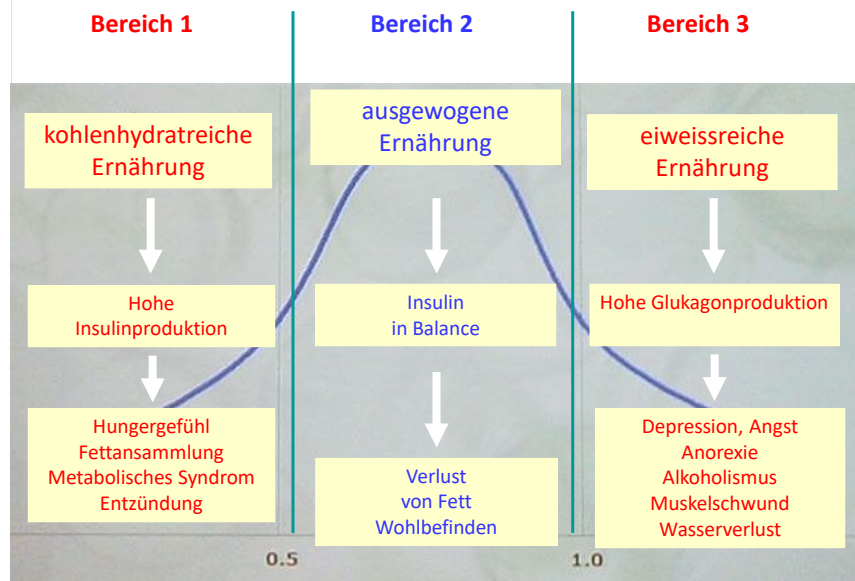 Bereich 1
Bereich 2
Bereich 3
kohlenhydratreiche
Ernährung
ausgewogene
Ernährung
eiweissreiche
Ernährung
Hohe
Insulinproduktion
Insulin
in Balance
Hohe Glukagonproduktion
Hungergefühl
Fettansammlung
Metabolisches Syndrom
Entzündung
Verlust
von Fett
Wohlbefinden
Depression, Angst
Anorexie
Alkoholismus
Muskelschwund
Wasserverlust
0.5
1.0